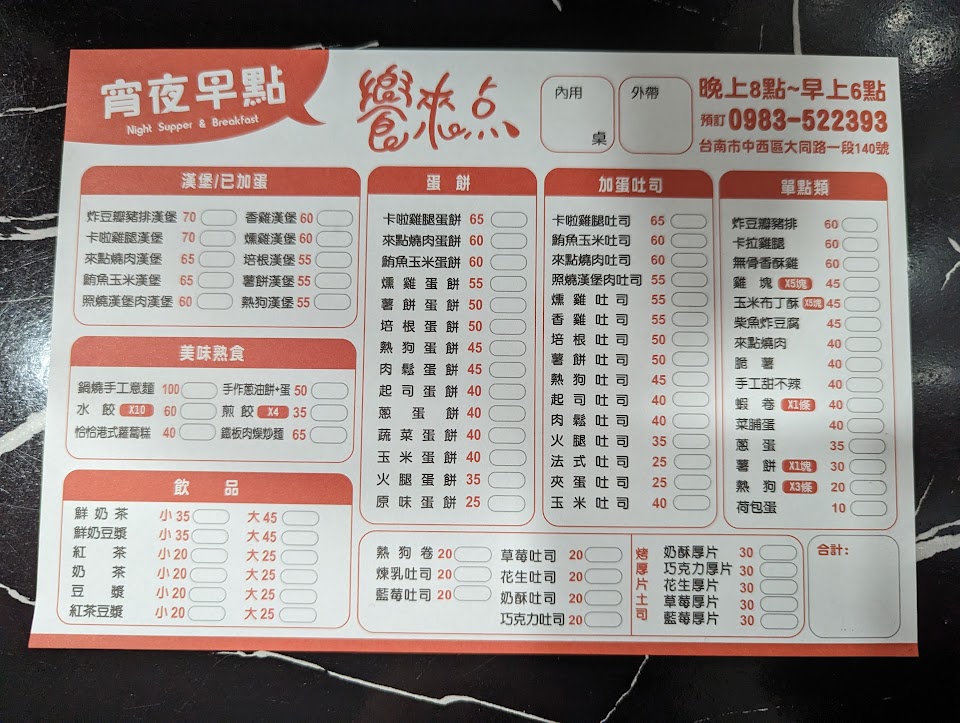 宵夜早點
Night Supper & Breakfast
饗來点
內用
桌
外帶
晚上8點~早上6點
預訂 0983-522393
台南市中西區大同路一段140號
漢堡/已加蛋
炸豆瓣豬排漢堡 70 香雞漢堡 60
卡啦雞腿漢堡 70 燻雞漢堡 60
來點燒肉漢堡 65 培根漢堡 55
鮪魚玉米漢堡 65 薯餅漢堡 55
照燒漢堡肉漢堡 60 熱狗漢堡 55
美味熟食
鍋燒手工意麵 100 手作蔥油餅+蛋 50
水餃 X10 60 煎餃 X4 35
恰恰港式蘿蔔糕 40 鐵板肉燥炒麵 65
飲品
鮮奶茶 小35 大45
鮮奶豆漿 小35 大45
紅茶 小20 大25
奶茶 小20 大25
豆漿 小20 大25
紅茶豆漿 小20 大25
蛋餅
卡啦雞腿蛋餅 65
來點燒肉蛋餅 60
鮪魚玉米蛋餅 60
燻雞蛋餅 55
薯餅蛋餅 50
培根蛋餅 50
熱狗蛋餅 45
肉鬆蛋餅 45
起司蛋餅 40
蔥蛋餅 40
蔬菜蛋餅 40
玉米蛋餅 40
火腿蛋餅 35
原味蛋餅 25
加蛋吐司
卡啦雞腿吐司 65
鮪魚玉米吐司 60
來點燒肉吐司 60
照燒漢堡肉吐司 55
燻雞吐司 55
香雞吐司 55
培根吐司 50
薯餅吐司 50
熱狗吐司 45
起司吐司 40
肉鬆吐司 40
火腿吐司 35
法式吐司 25
夾蛋吐司 25
玉米吐司 40
單點類
炸豆瓣豬排 60
卡拉雞腿 60
無骨香酥雞 60
雞塊 X5塊 45
玉米布丁酥 X5塊 45
柴魚炸豆腐 45
來點燒肉 40
脆薯 40
手工甜不辣 40
蝦卷 X1條 40
菜脯蛋 40
蔥蛋 35
薯餅 X1塊 30
熱狗 X3條 20
荷包蛋 10
熱狗卷 20 草莓吐司 20
煉乳吐司 20 花生吐司 20
藍莓吐司 20 奶酥吐司 20
巧克力吐司 20
烤厚片土司
奶酥厚片 30
巧克力厚片 30
花生厚片 30
草莓厚片 30
藍莓厚片 30
合計: